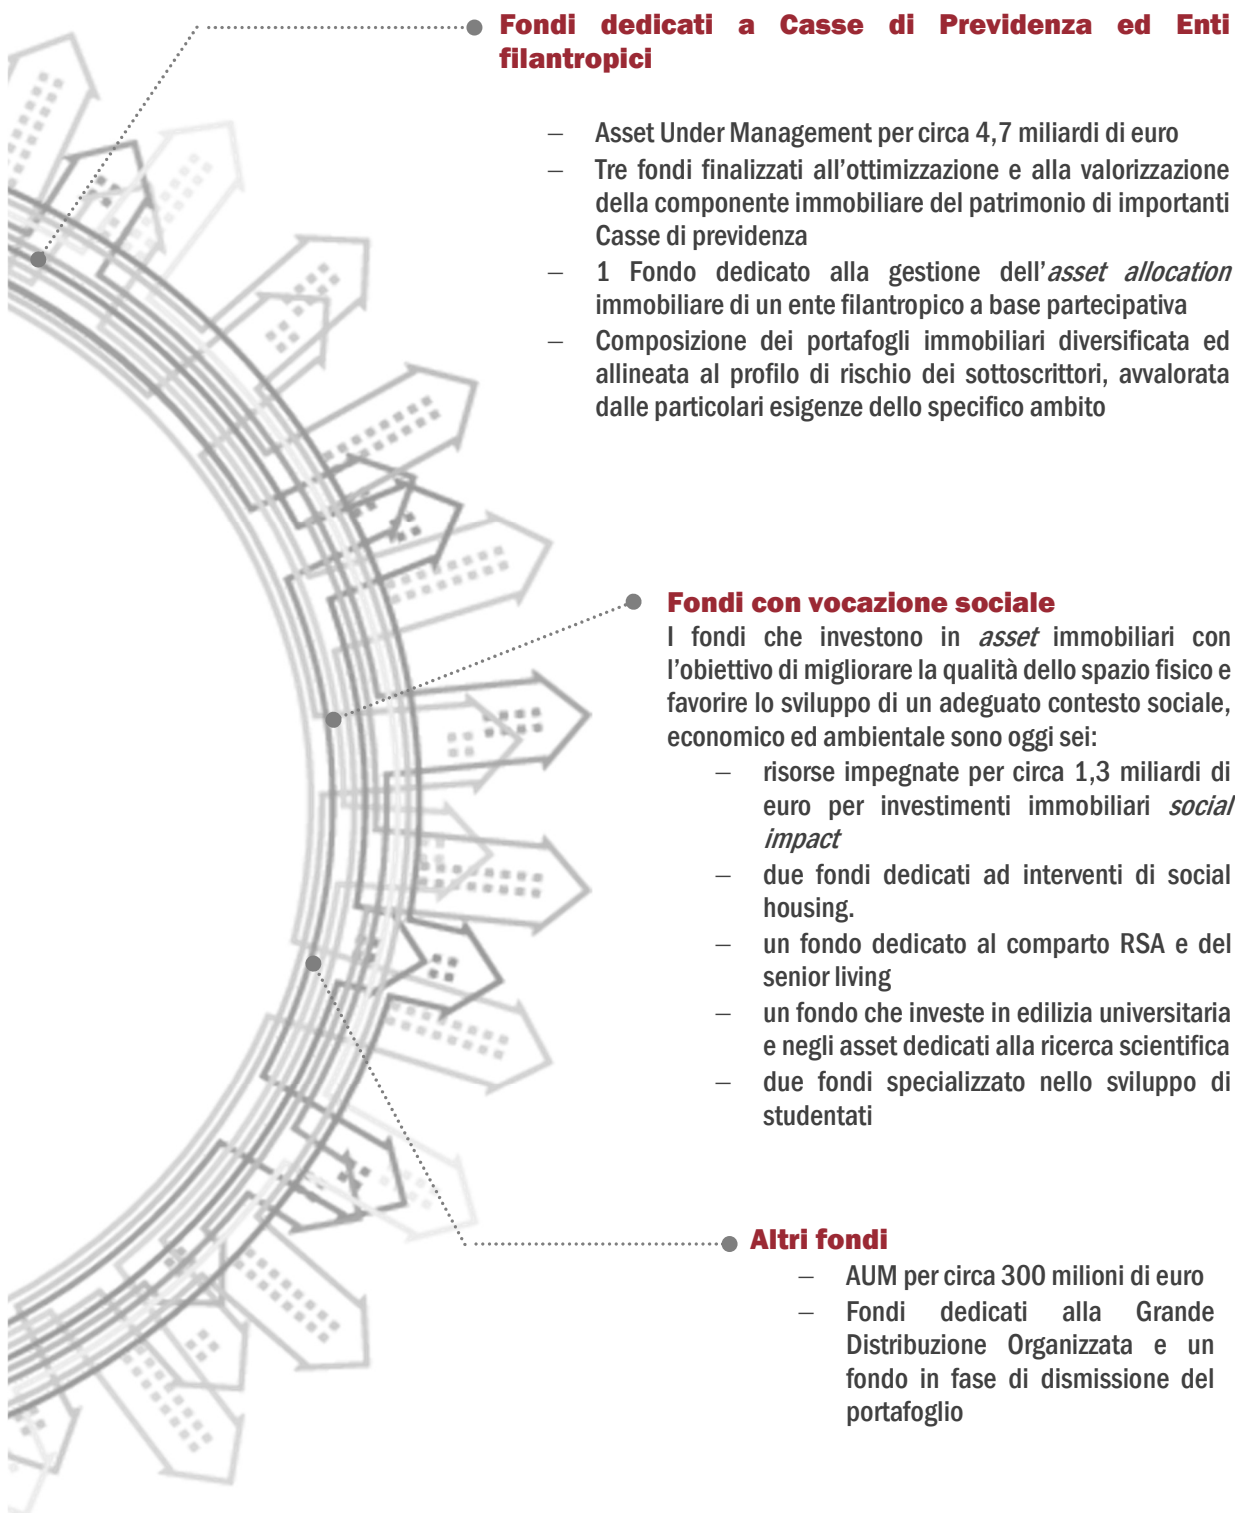 Fondi dedicati a Casse di Previdenza ed Enti
filantropici
– Asset Under Management per circa 4,7 miliardi di euro
– Tre fondi finalizzati all’ottimizzazione e alla valorizzazione
della componente immobiliare del patrimonio di importanti
Casse di previdenza
– 1 Fondo dedicato alla gestione dell’asset allocation
immobiliare di un ente filantropico a base partecipativa
– Composizione dei portafogli immobiliari diversificata ed
allineata al profilo di rischio dei sottoscrittori, avvalorata
dalle particolari esigenze dello specifico ambito
Fondi con vocazione sociale
I fondi che investono in asset immobiliari con
l’obiettivo di migliorare la qualità dello spazio fisico e
favorire lo sviluppo di un adeguato contesto sociale,
economico ed ambientale sono oggi sei:
– risorse impegnate per circa 1,3 miliardi di
euro per investimenti immobiliari social
impact
– due fondi dedicati ad interventi di social
housing.
– un fondo dedicato al comparto RSA e del
senior living
– un fondo che investe in edilizia universitaria
e negli asset dedicati alla ricerca scientifica
– due fondi specializzato nello sviluppo di
studentati
Altri fondi
– AUM per circa 300 milioni di euro
– Fondi dedicati alla Grande
Distribuzione Organizzata e un
fondo in fase di dismissione del
portafoglio